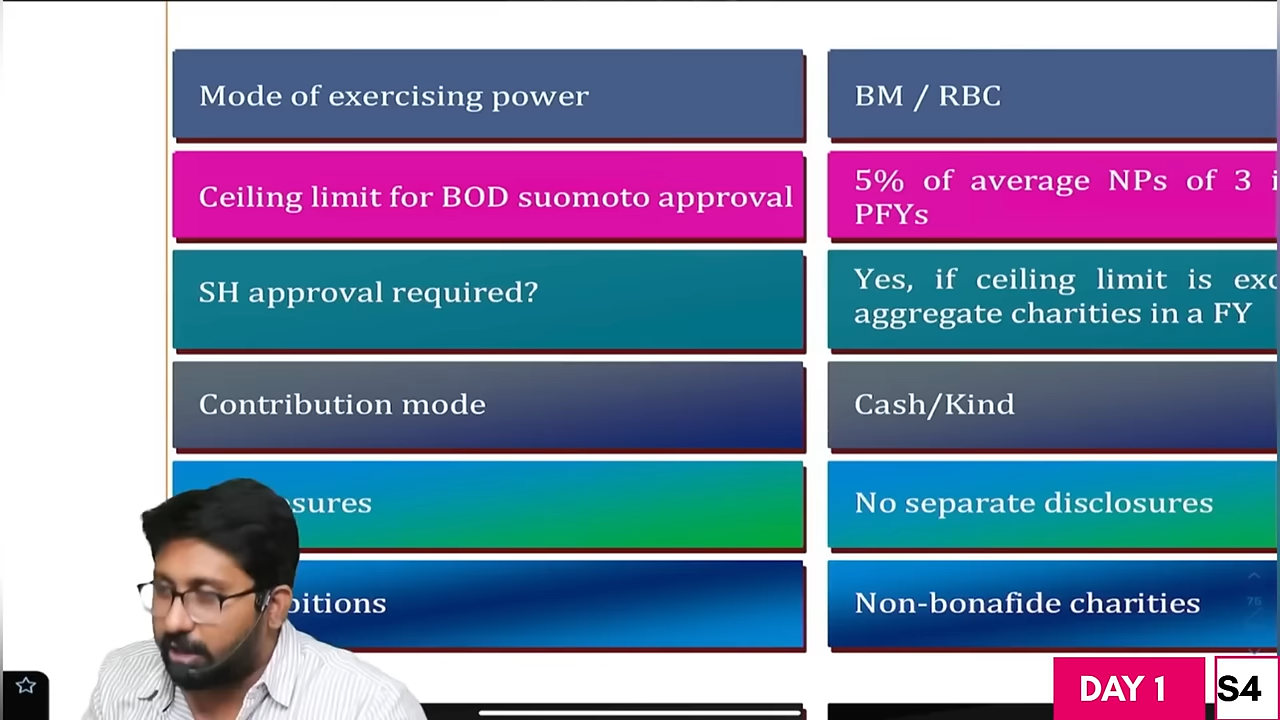 Mode of exercising power
BM / RBC
Ceiling limit for BOD suomoto approval
5% of average NPs of 3
PFYs
SH approval required?
Yes, if ceiling limit is
aggregate charities in a FY
Contribution mode
Cash/Kind
No separate disclosures
Non-bonafide charities
75
DAY 1
S4